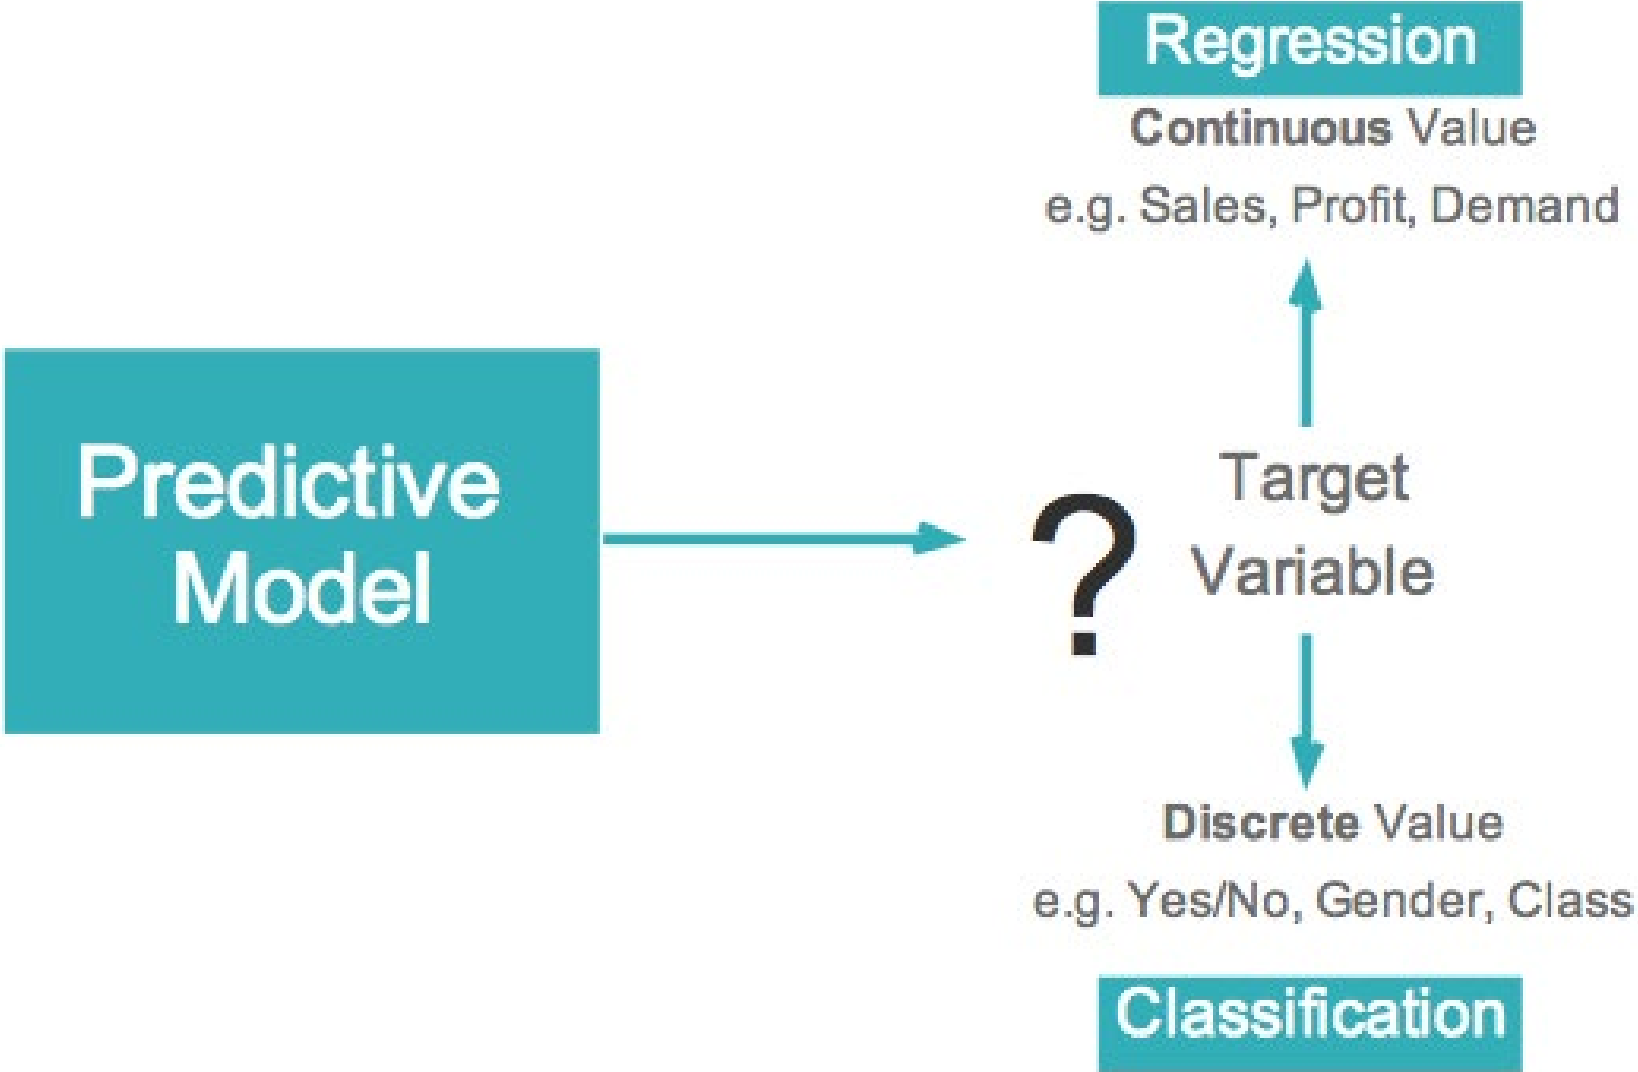 Regression
Continuous Value
e.g. Sales, Profit, Demand
Predictive
Model
?
Target
Variable
Discrete Value
e.g. Yes/No, Gender, Class
Classification